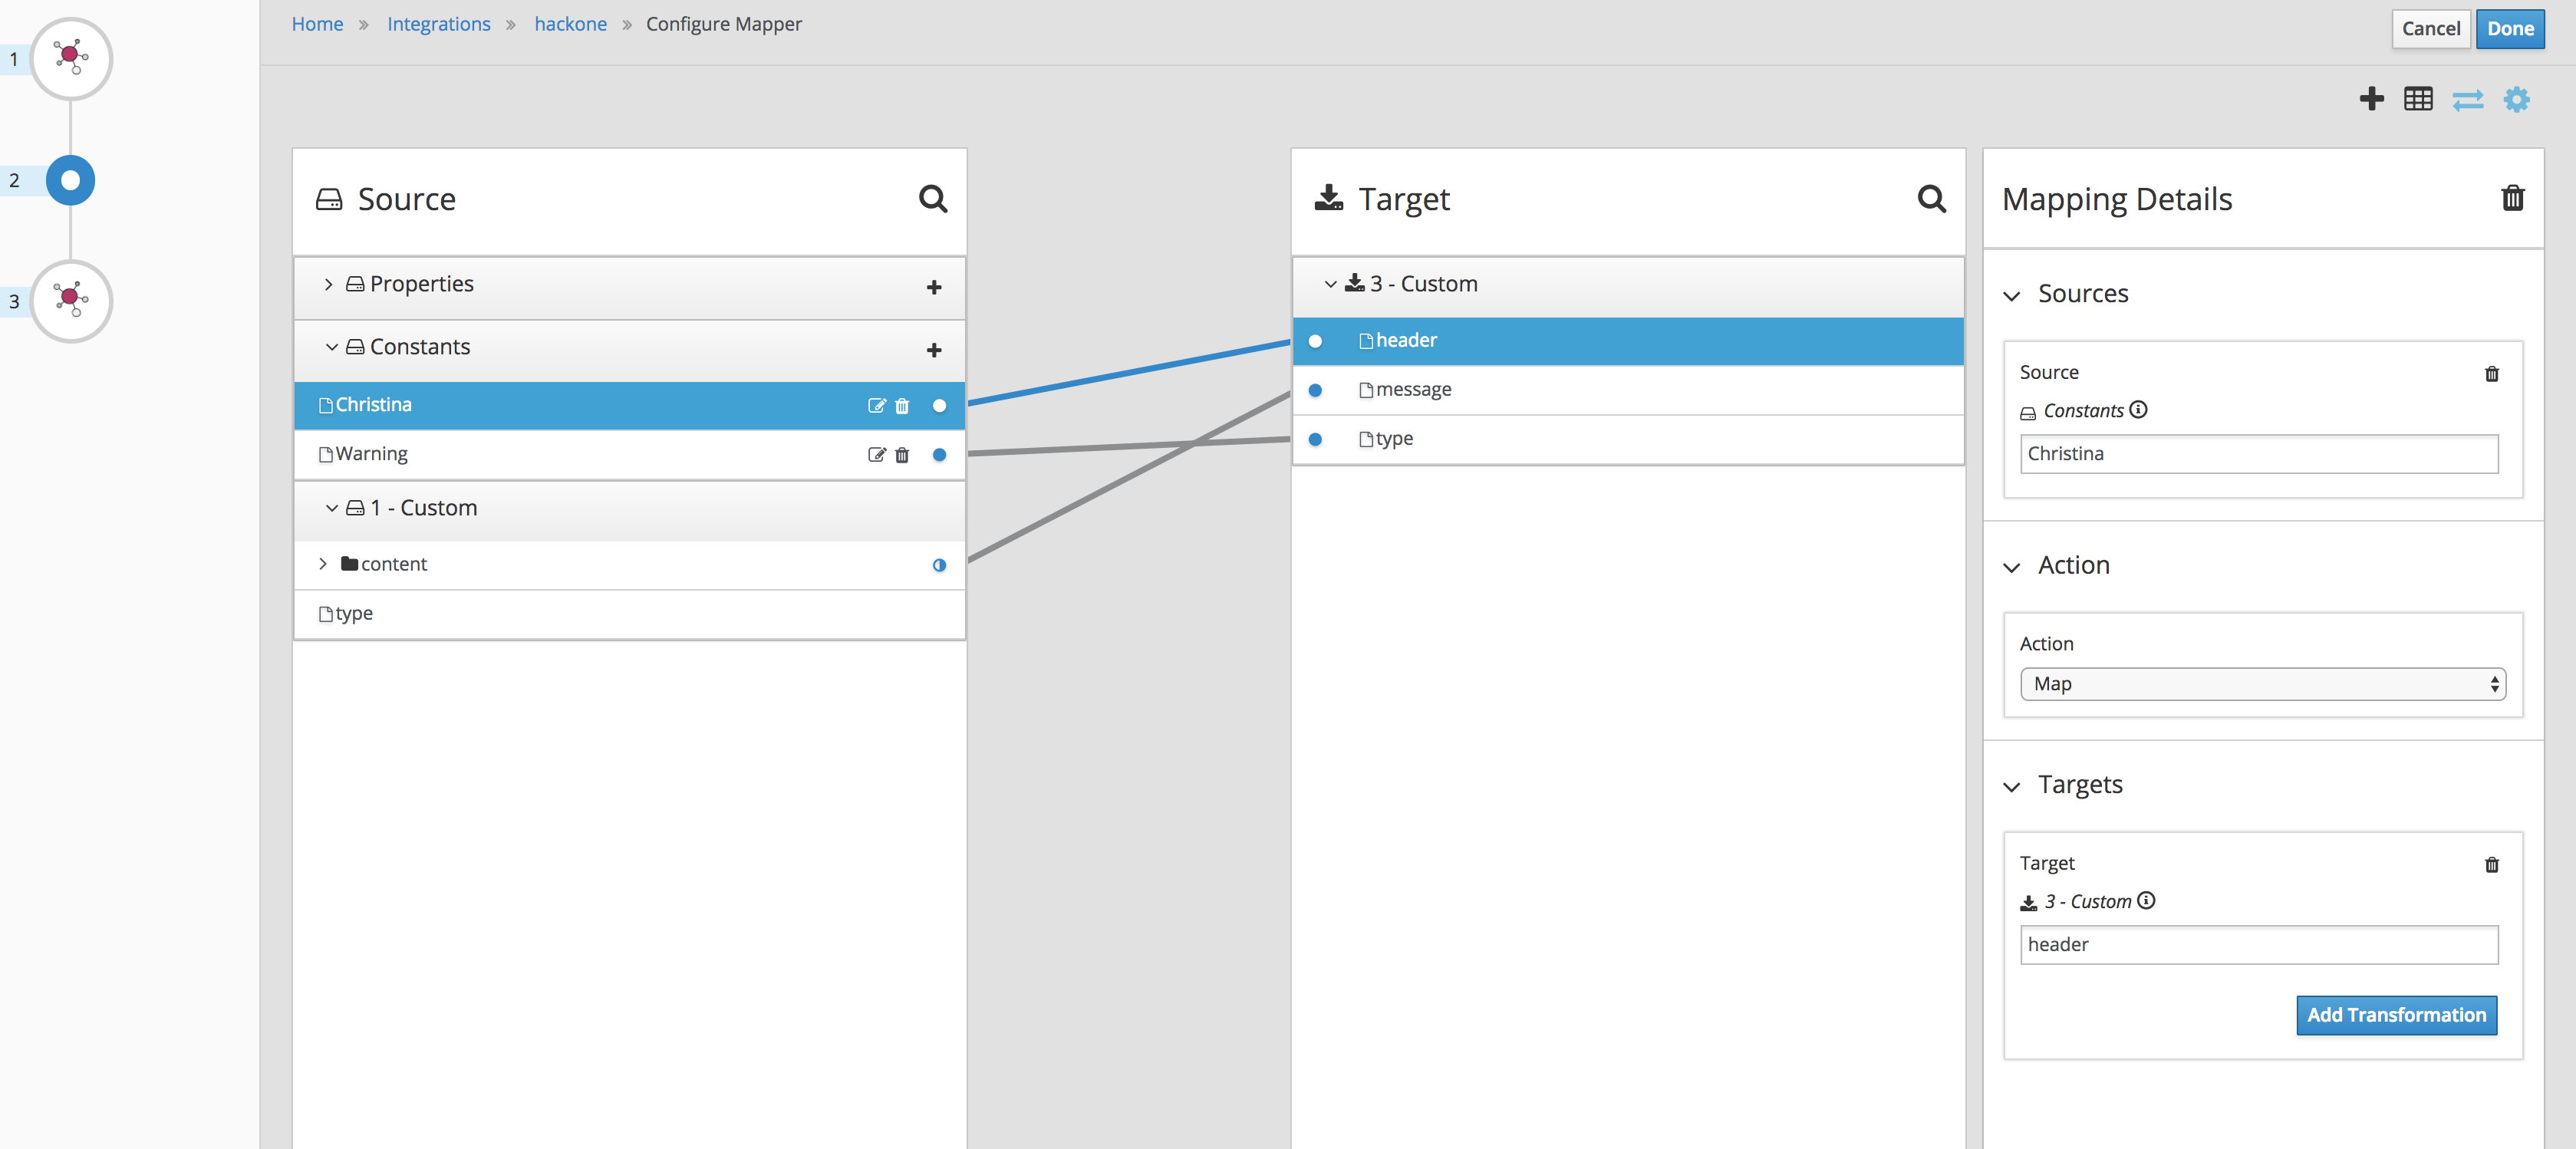 Home » Integrations » hackone » Configure Mapper
Cancel Done
1
2
3
Source
Properties
Constants
Christina
Warning
1 - Custom
content
type
Target
3 - Custom
header
message
type
Mapping Details
Sources
Source
Constants
Christina
Action
Action
Map
Targets
Target
3 - Custom
header
Add Transformation